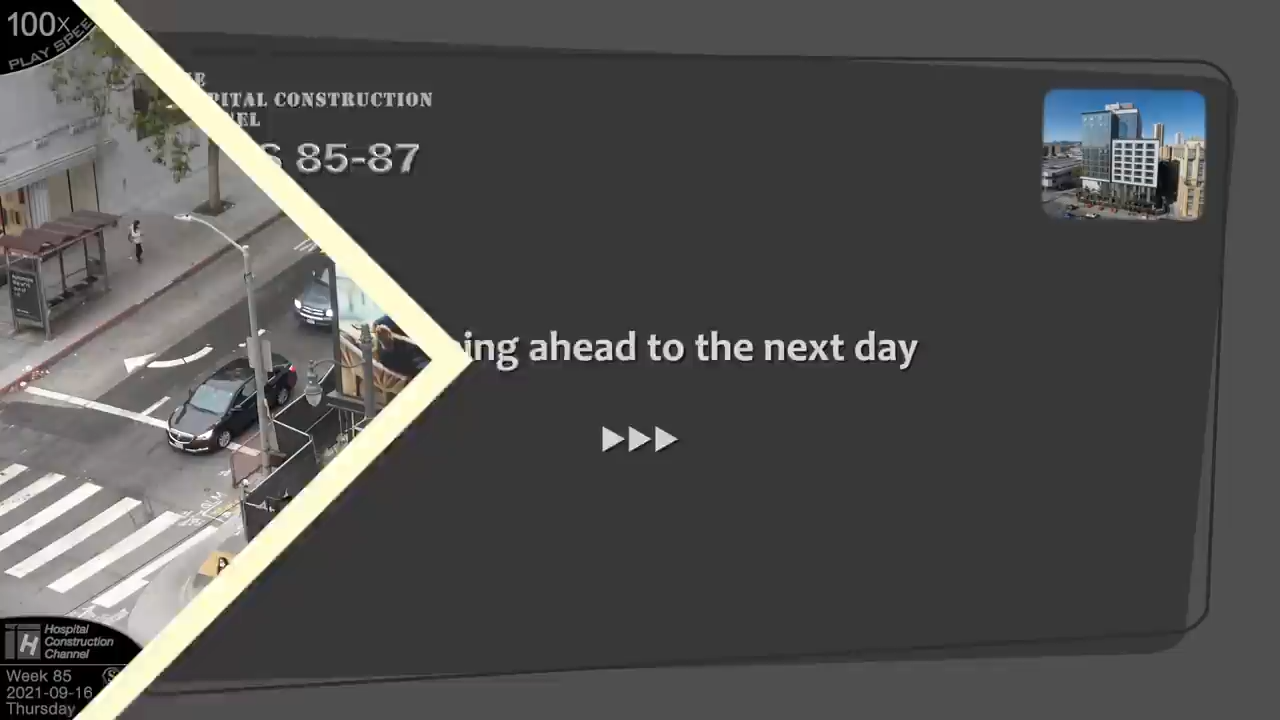 100x
PLAY SPEE
PITAL CONSTRUCTION
EL
85-87
ing ahead to the next day
Hospital
Construction
Channel
Week 85
2021-09-16
Thursday